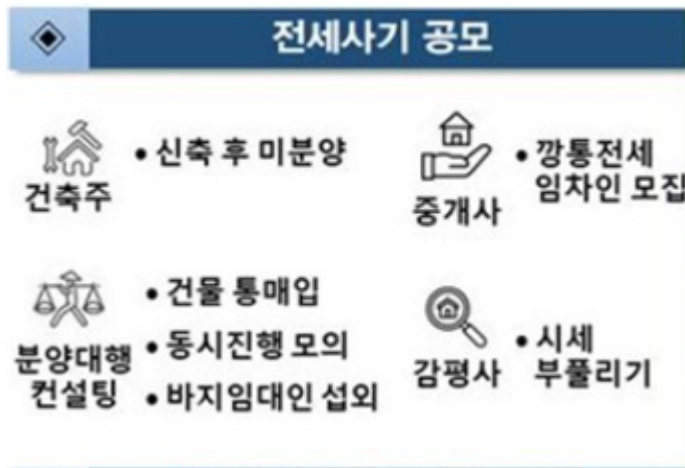 전세사기 공모
건축주
• 신축 후 미분양
중개사
• 깡통전세
임차인 모집
분양대행
컨설팅
• 건물 통매입
• 동시진행 모의
• 바지임대인 섭외
감평사
• 시세
부풀리기